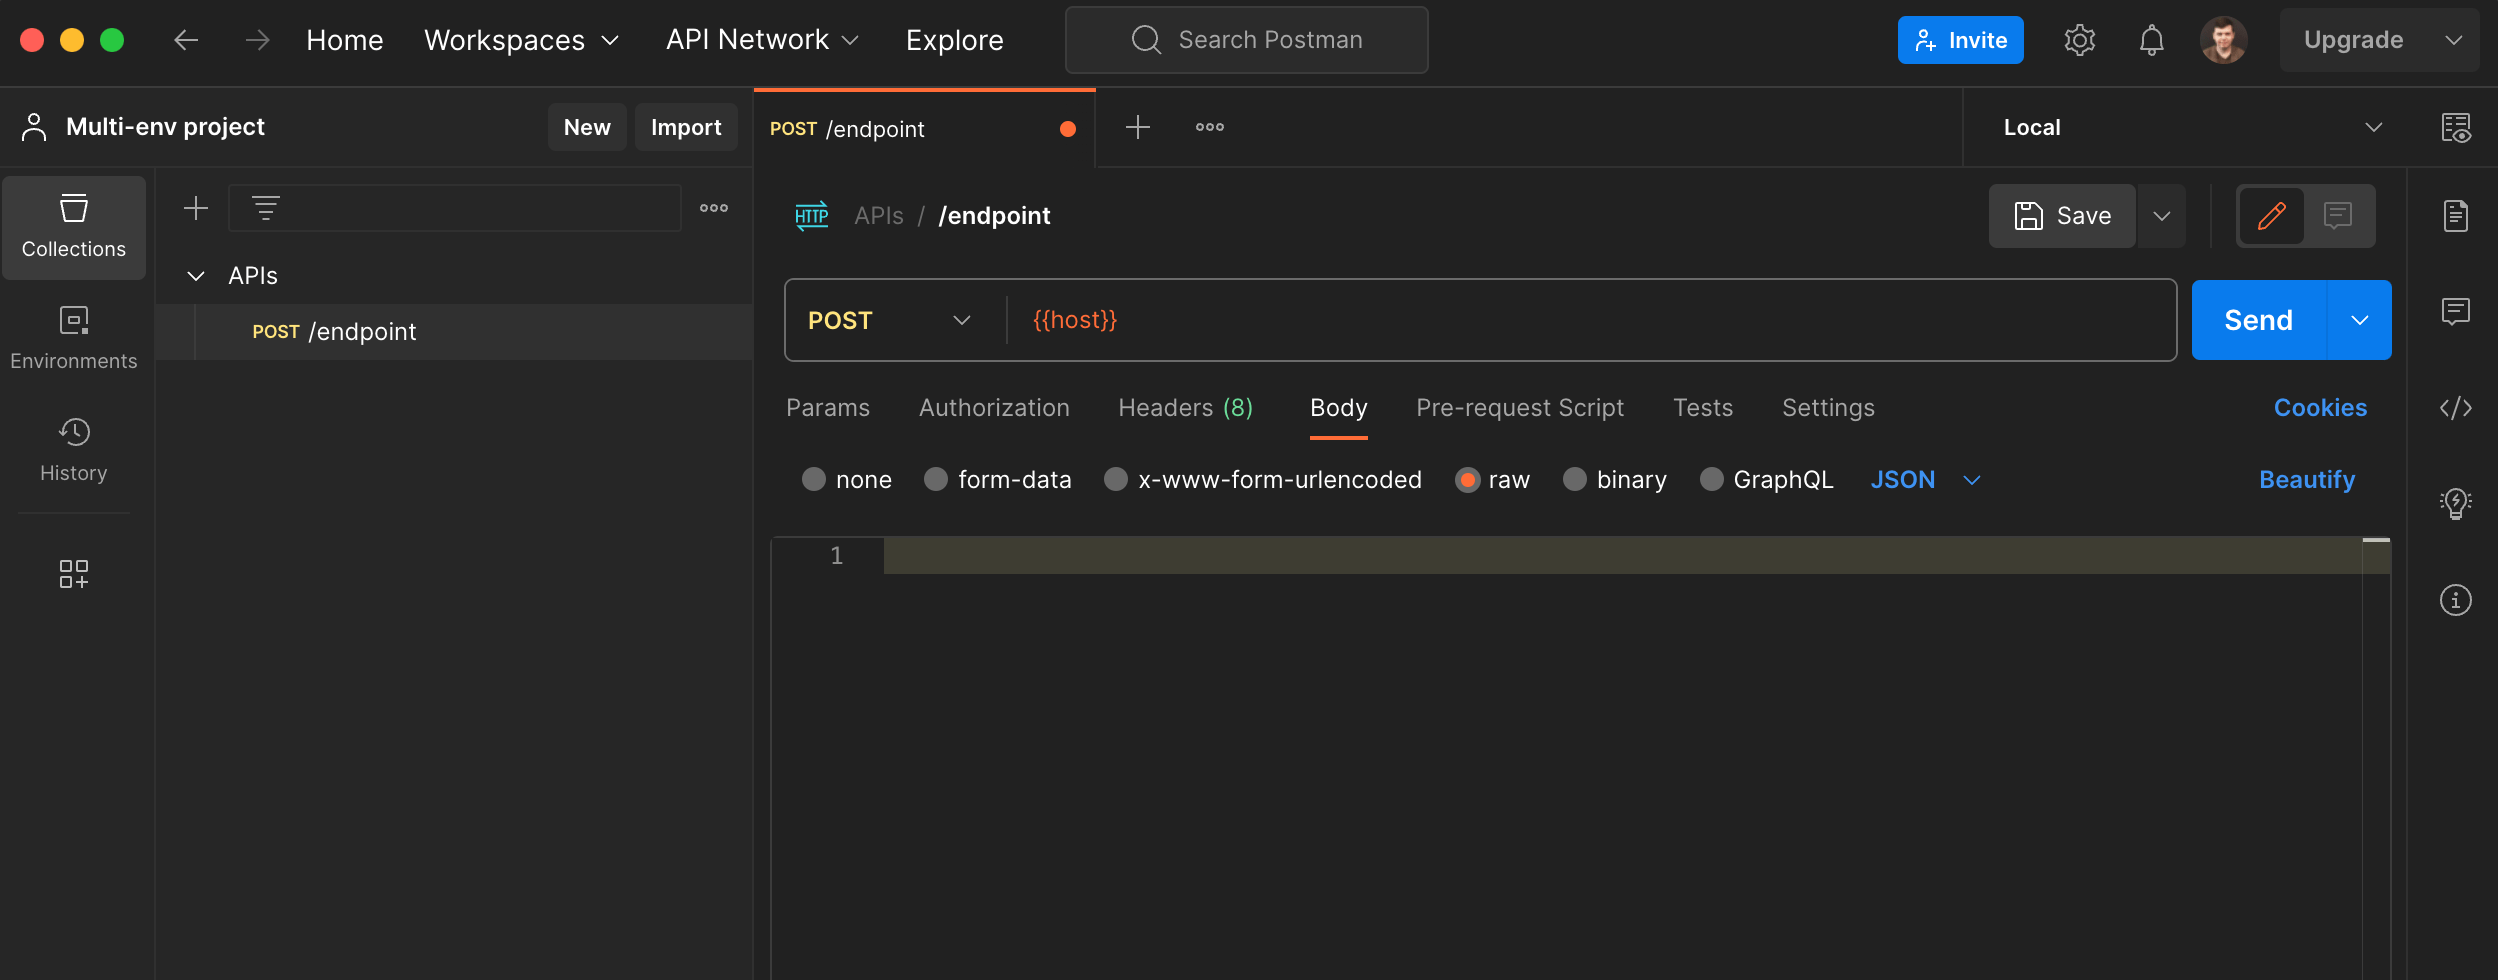 Home Workspaces API Network Explore Search Postman Invite Upgrade
Multi-env project New Import POST /endpoint Local
Collections
APIs / /endpoint Save
APIs
POST /endpoint
POST {{host}} Send
Environments
Params Authorization Headers (8) Body Pre-request Script Tests Settings Cookies
History
none form-data x-www-form-urlencoded raw binary GraphQL JSON Beautify
1